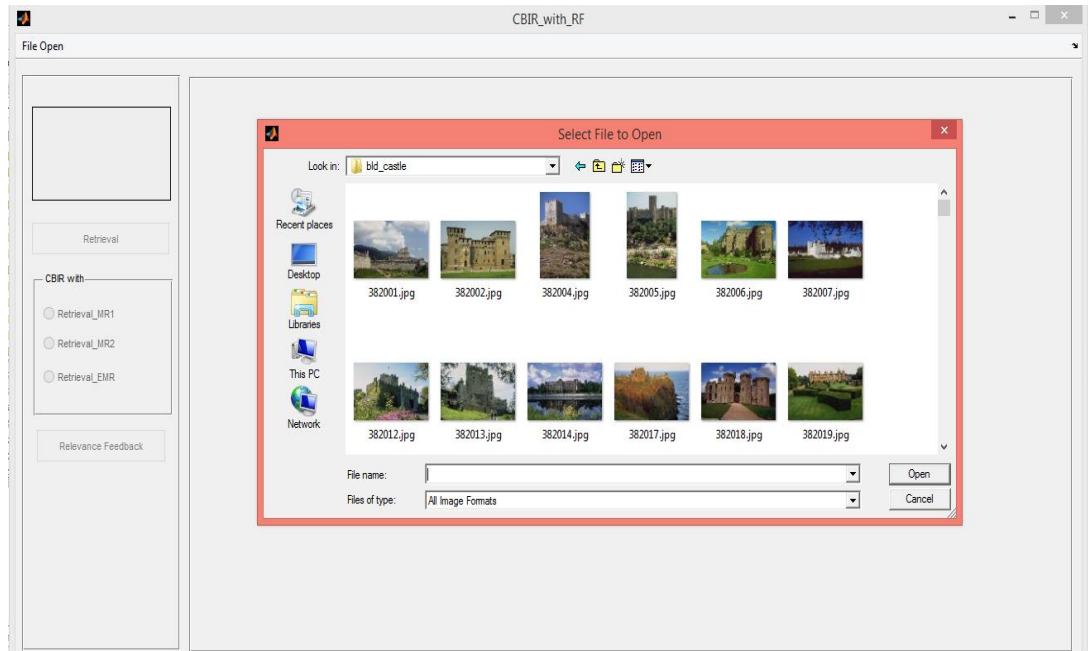 CBIR_with_RF
File Open
Retrieval
CBIR with
Retrieval_MR1
Retrieval_MR2
Retrieval_EMR
Relevance Feedback
Select File to Open
Look in: bld_castle
Recent places
Desktop
Libraries
This PC
Network
382001.jpg 382002.jpg 382004.jpg 382005.jpg 382006.jpg 382007.jpg
382012.jpg 382013.jpg 382014.jpg 382017.jpg 382018.jpg 382019.jpg
File name: Open
Files of type: All Image Formats Cancel